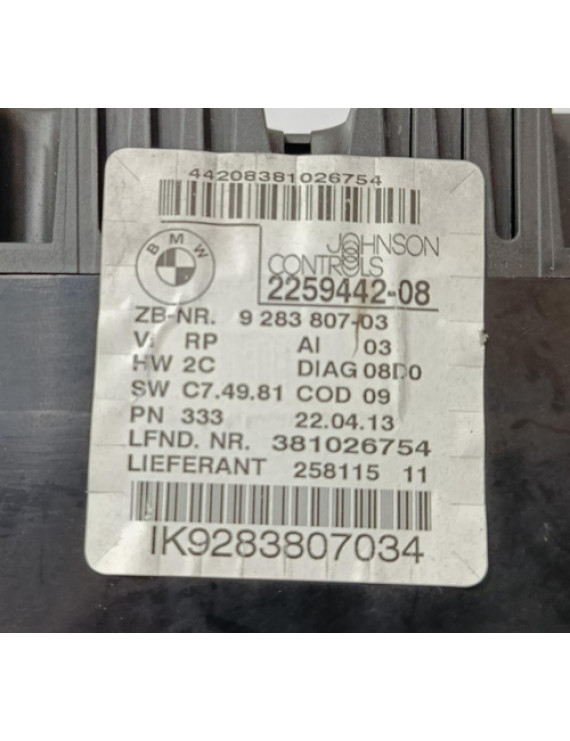 44208381026754
BMW
JOHNSON
CONTROLS
2259442-08
ZB-NR. 9 283 807-03
V: RP AI 03
HW 2C DIAG 08D0
SW C7.49.81 COD 09
PN 333 22.04.13
LFND. NR. 381026754
LIEFERANT 258115 11
IK9283807034